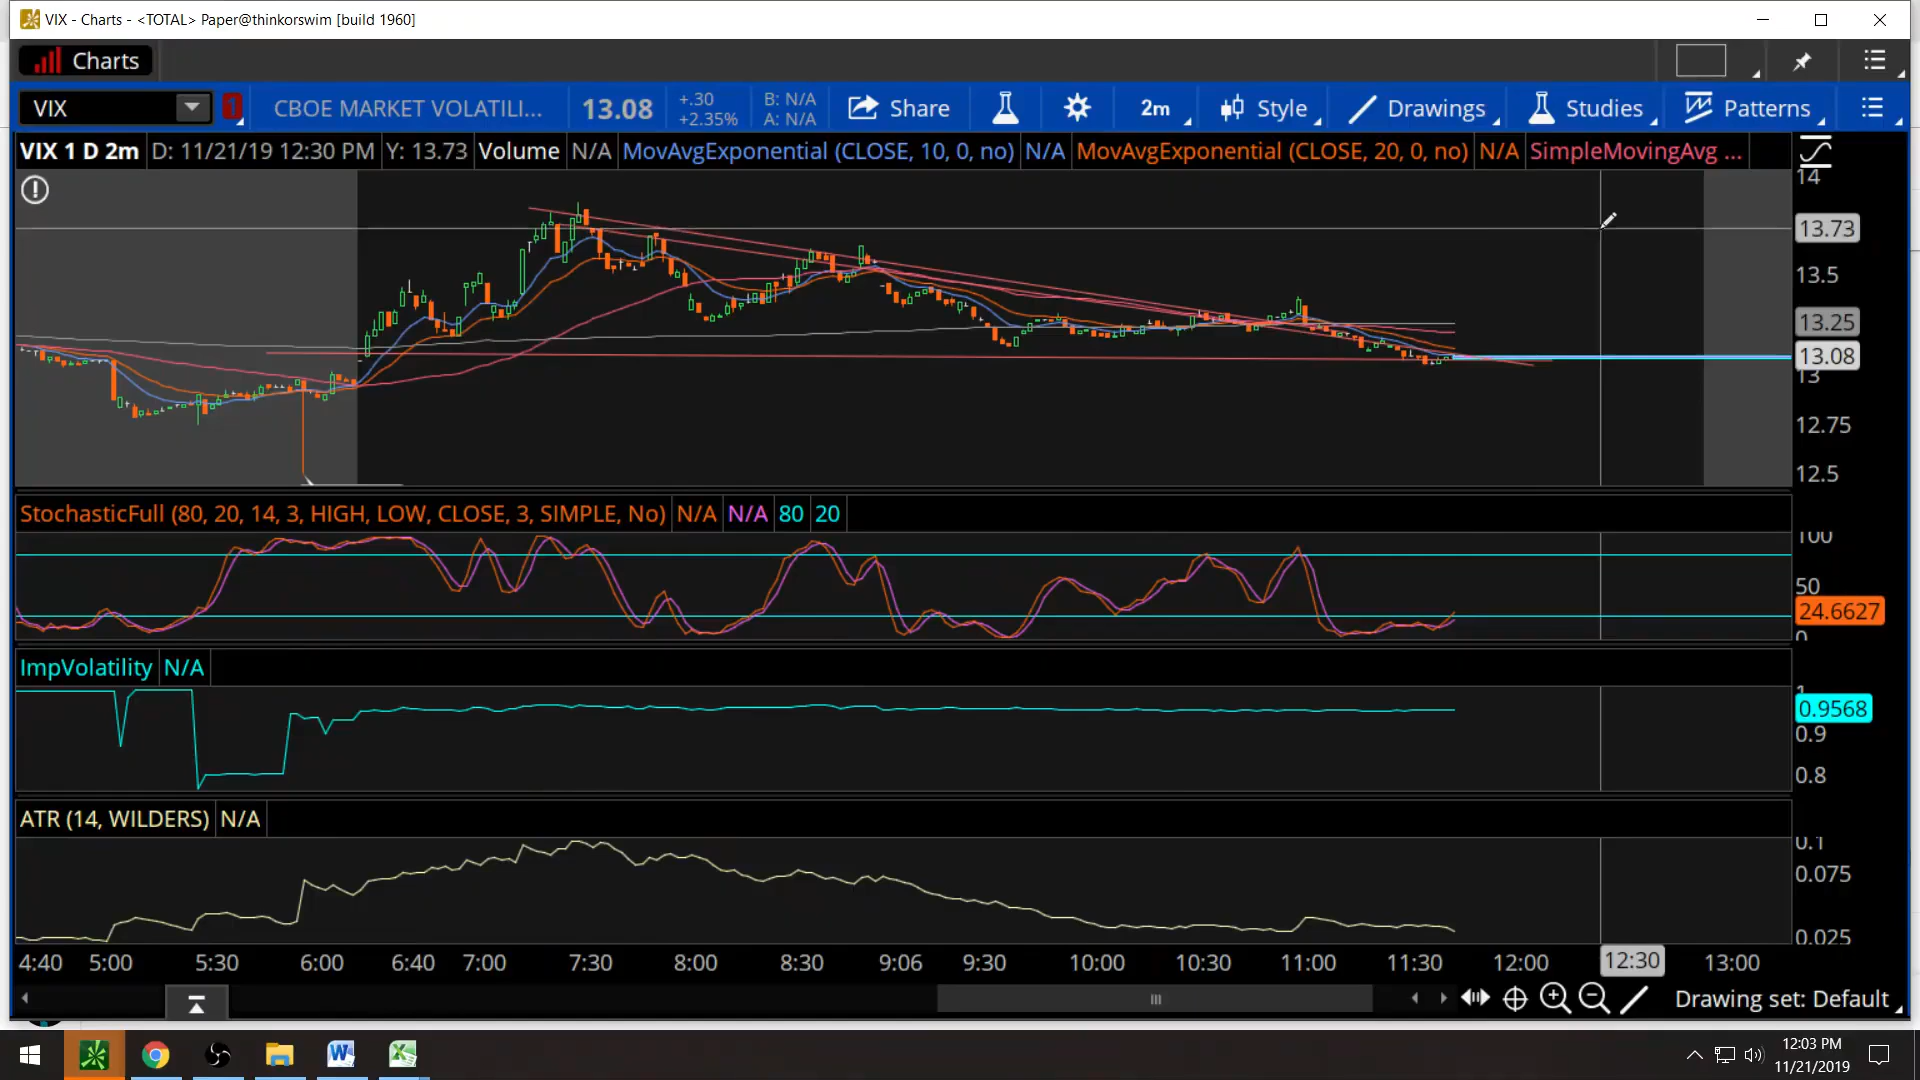 VIX - Charts - <TOTAL> Paper@thinkorswim [build 1960]
Charts
VIX 1 CBOE MARKET VOLATILI... 13.08 +.30 +2.35% B: N/A A: N/A Share 2m Style Drawings Studies Patterns
VIX 1 D 2m D: 11/21/19 12:30 PM Y: 13.73 Volume N/A MovAvgExponential (CLOSE, 10, 0, no) N/A MovAvgExponential (CLOSE, 20, 0, no) N/A SimpleMovingAvg ...
14
13.73
13.5
13.25
13.08
13
12.75
12.5
StochasticFull (80, 20, 14, 3, HIGH, LOW, CLOSE, 3, SIMPLE, No) N/A N/A 80 20
100
50
24.6627
0
ImpVolatility N/A
1
0.9568
0.9
0.8
ATR (14, WILDERS) N/A
0.1
0.075
0.025
4:40 5:00 5:30 6:00 6:40 7:00 7:30 8:00 8:30 9:06 9:30 10:00 10:30 11:00 11:30 12:00 12:30 13:00
Drawing set: Default
12:03 PM
11/21/2019